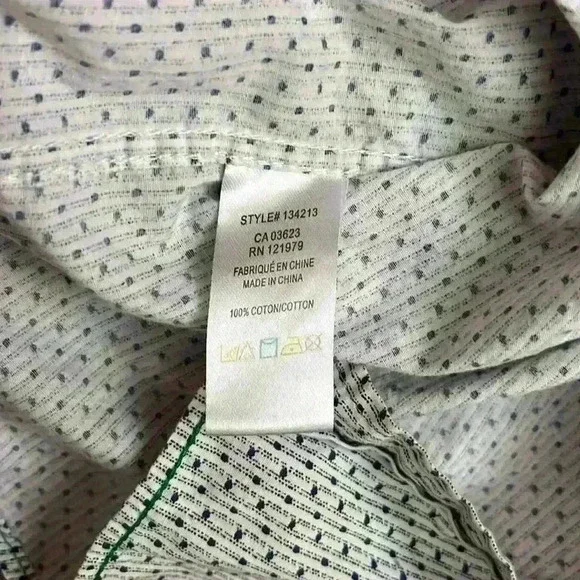 STYLE# 134213
CA 03623
RN 121979
FABRIQUÉ EN CHINE
MADE IN CHINA
100% COTON/COTTON